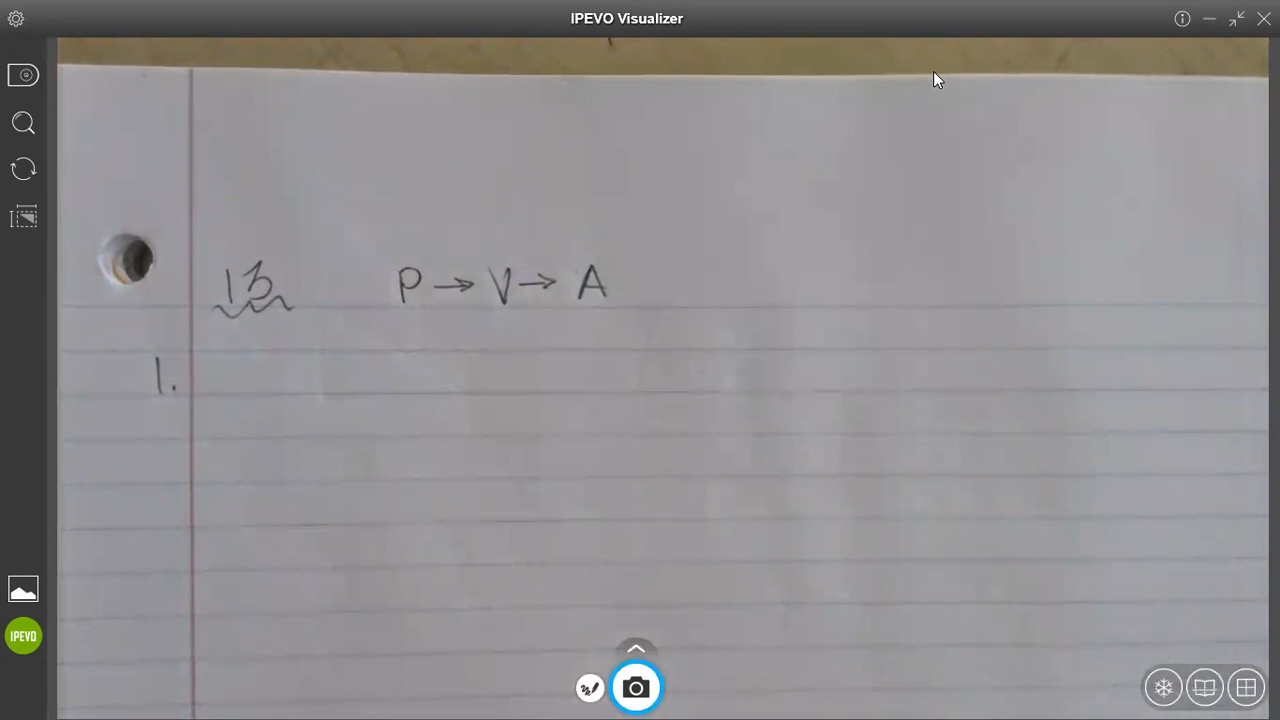 IPEVO Visualizer
13 P → V → A
1.
IPEVO